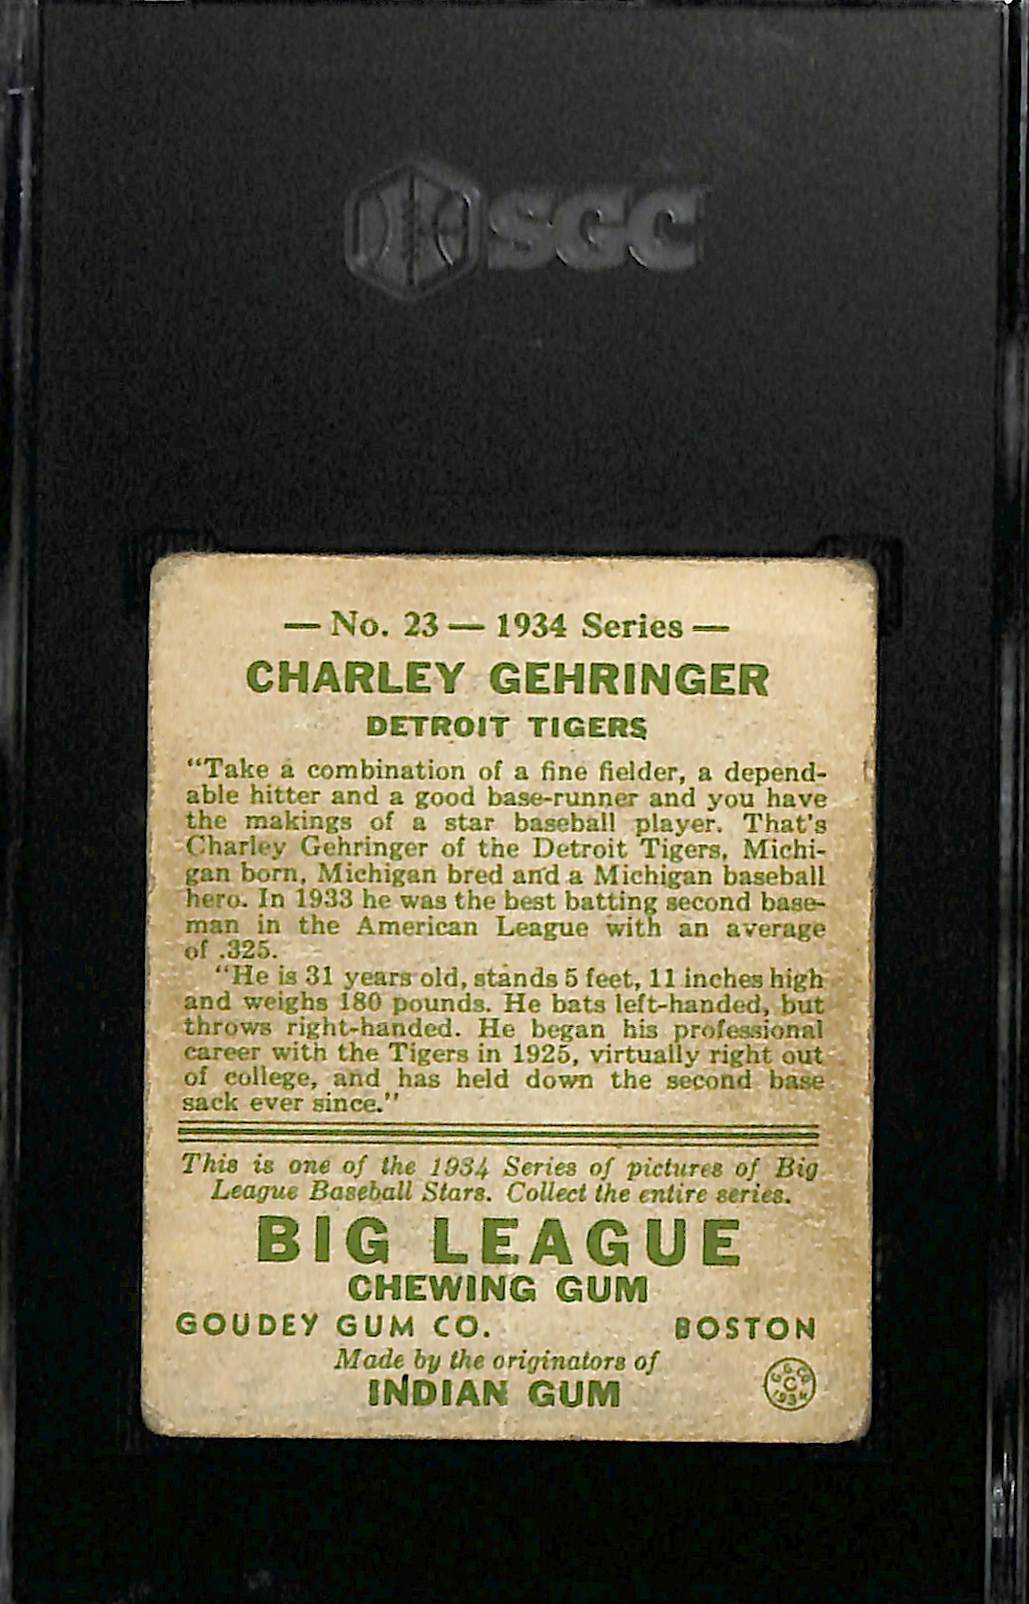 SGC
— No. 23 — 1934 Series —
CHARLEY GEHRINGER
DETROIT TIGERS
"Take a combination of a fine fielder, a depend-
able hitter and a good base-runner and you have
the makings of a star baseball player. That's
Charley Gehringer of the Detroit Tigers, Michi-
gan born, Michigan bred and a Michigan baseball
hero. In 1933 he was the best batting second base-
man in the American League with an average
of .325.
"He is 31 years old, stands 5 feet, 11 inches high
and weighs 180 pounds. He bats left-handed, but
throws right-handed. He began his professional
career with the Tigers in 1925, virtually right out
of college, and has held down the second base
sack ever since."
This is one of the 1934 Series of pictures of Big
League Baseball Stars. Collect the entire series.
BIG LEAGUE
CHEWING GUM
GOUDEY GUM CO. BOSTON
Made by the originators of
INDIAN GUM
G. G. Co.
C
1934